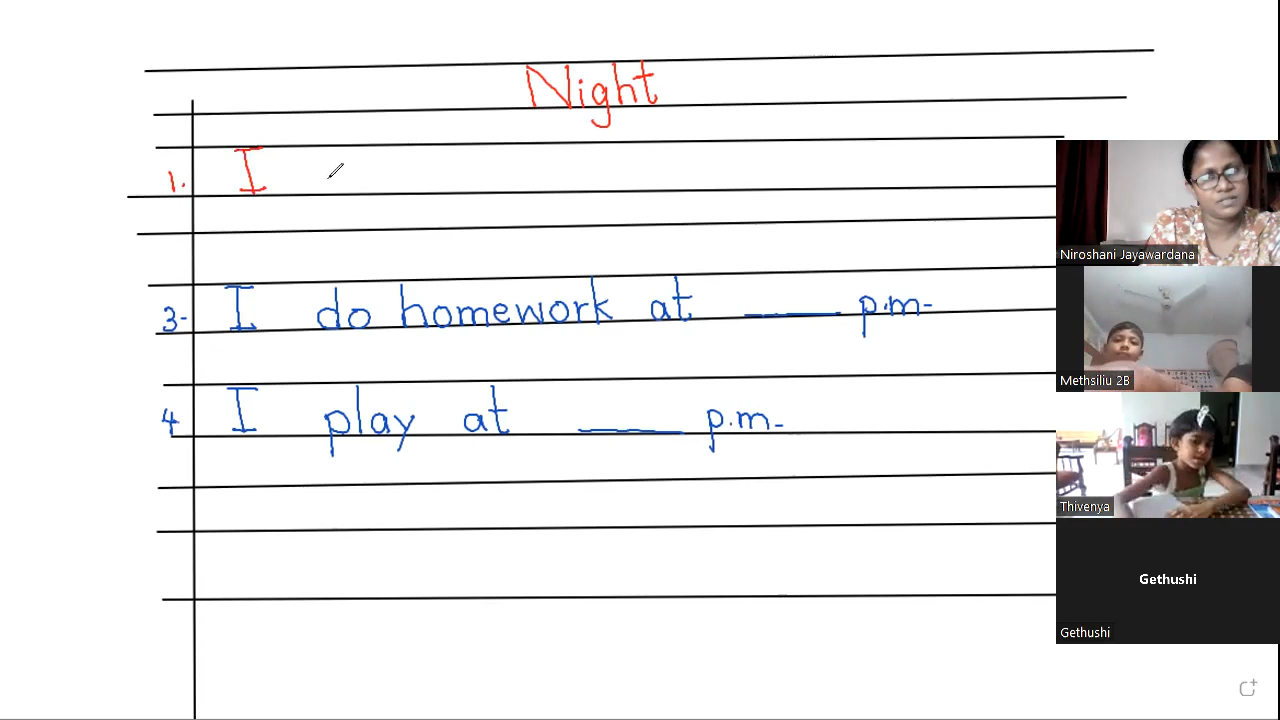 Night
1. I
3- I do homework at ____ p.m-
4 I play at ____ p.m-
Niroshani Jayawardana
Methsiliu 2B
Thivenya
Gethushi
Gethushi